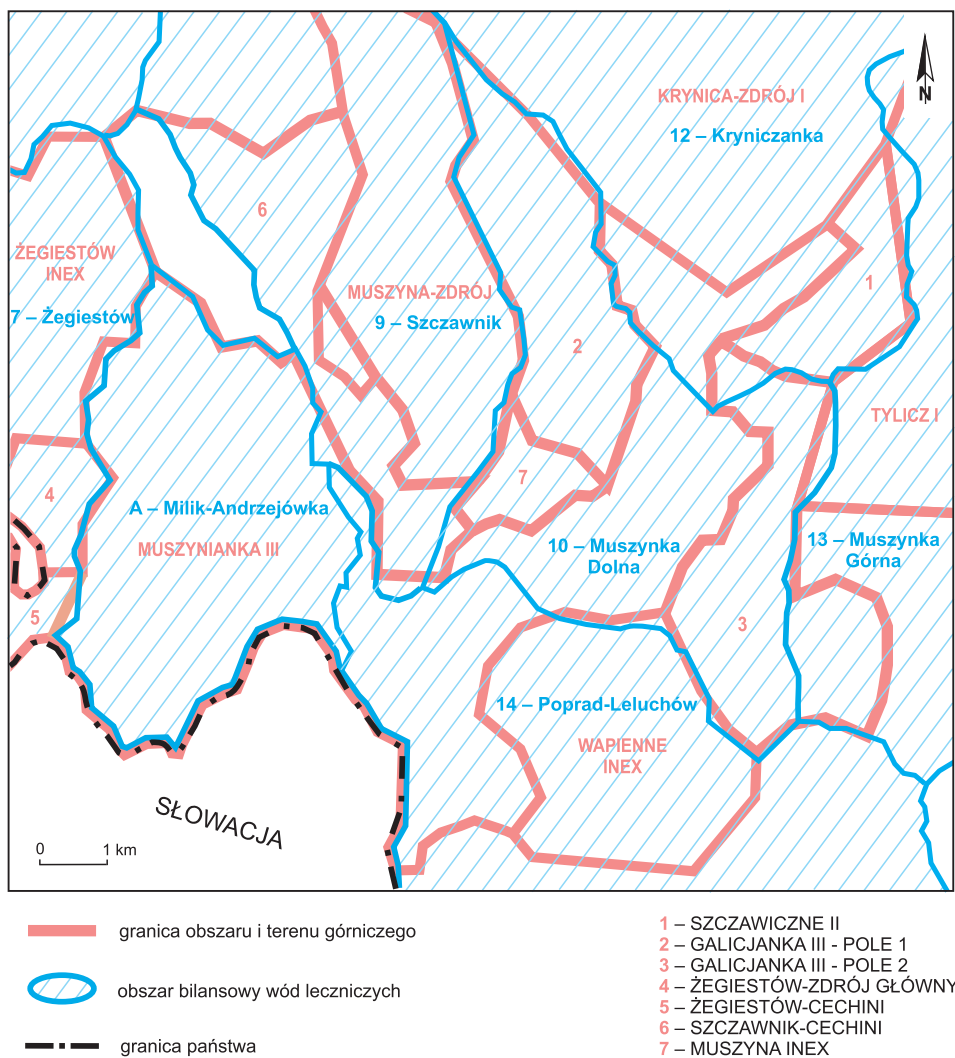 N
KRYNICA-ZDRÓJ I
12 – Kryniczanka
6
ŻEGIESTÓW
INEX
7 – Żegiestów
MUSZYNA-ZDRÓJ
9 – Szczawnik
1
2
TYLICZ I
7
4
A – Milik-Andrzejówka
MUSZYNIANKA III
10 – Muszynka
Dolna
13 – Muszynka
Górna
5
3
14 – Poprad-Leluchów
WAPIENNE
INEX
SŁOWACJA
0 1 km
granica obszaru i terenu górniczego
obszar bilansowy wód leczniczych
granica państwa
1 – SZCZAWICZNE II
2 – GALICJANKA III - POLE 1
3 – GALICJANKA III - POLE 2
4 – ŻEGIESTÓW-ZDRÓJ GŁÓWNY
5 – ŻEGIESTÓW-CECHINI
6 – SZCZAWNIK-CECHINI
7 – MUSZYNA INEX